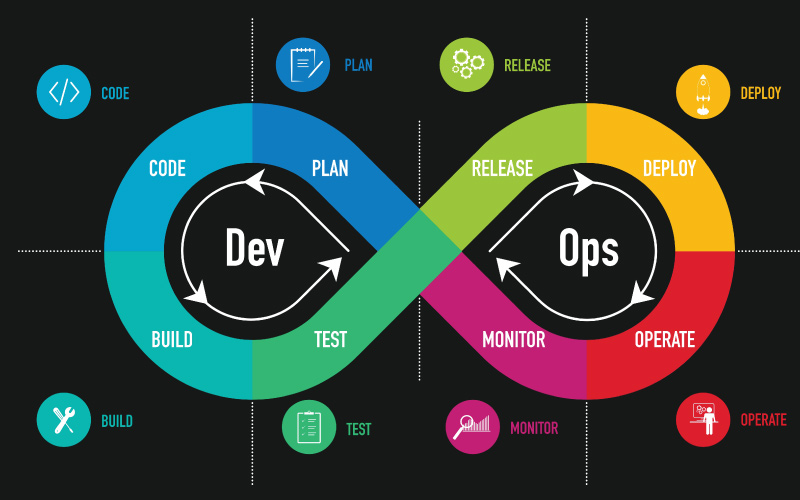 PLAN
RELEASE
CODE
DEPLOY
CODE
PLAN
RELEASE
DEPLOY
Dev
Ops
BUILD
TEST
MONITOR
OPERATE
BUILD
TEST
MONITOR
OPERATE